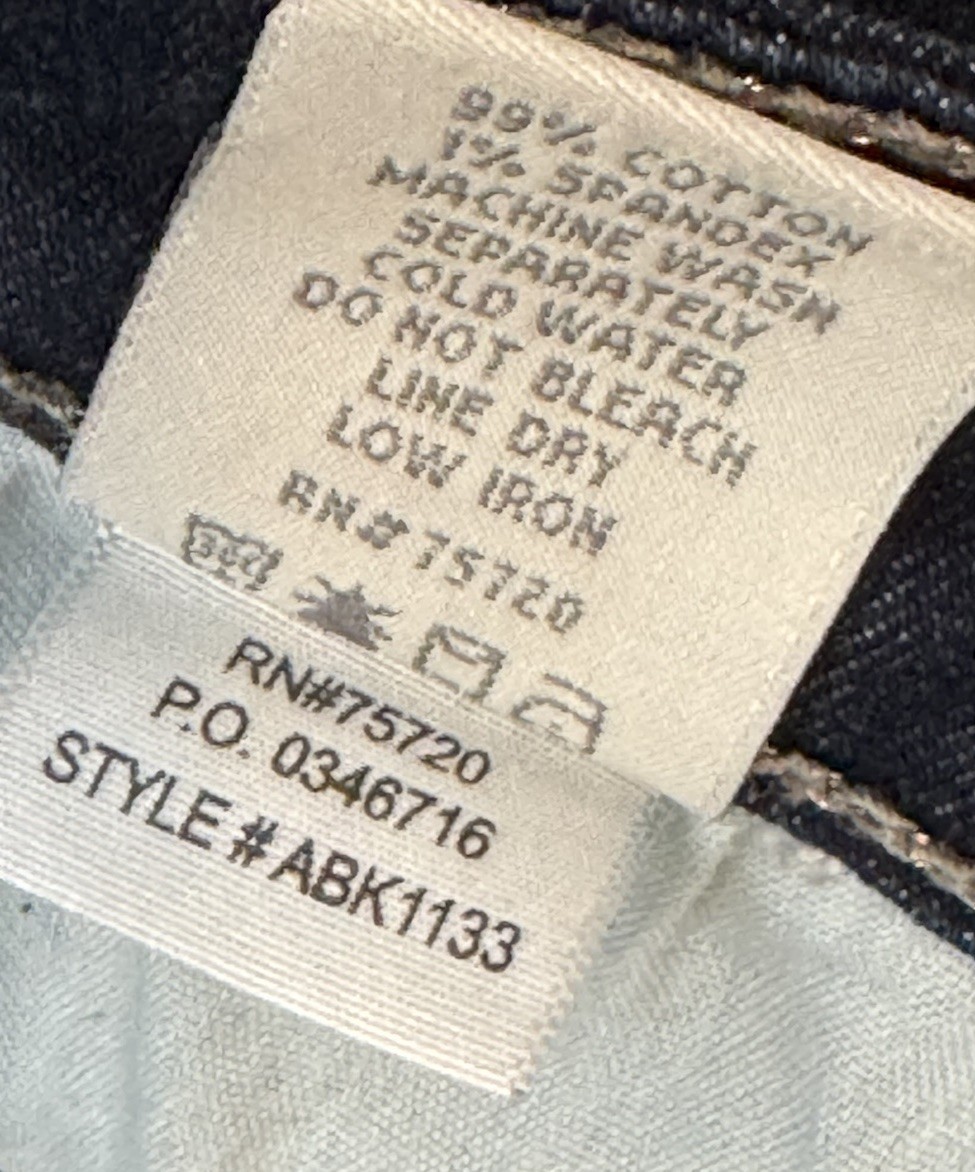 99% COTTON
1% SPANDEX
MACHINE WASH
SEPARATELY
COLD WATER
DO NOT BLEACH
LINE DRY
LOW IRON
RN#75720
RN#75720
P.O. 0346716
STYLE # ABK1133